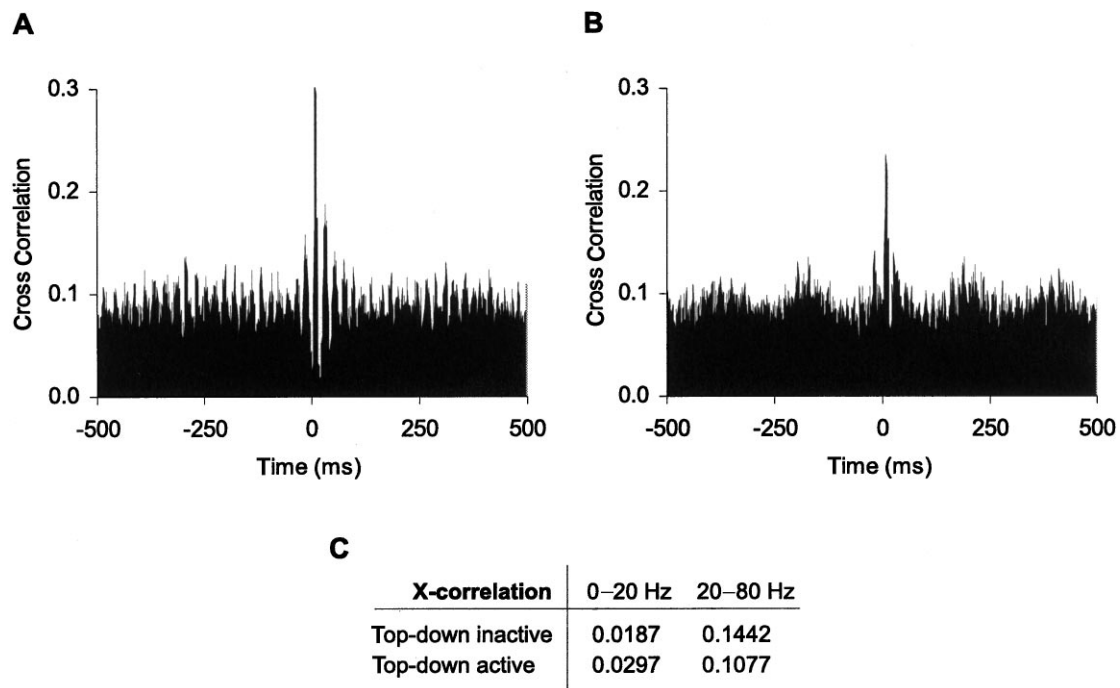 A
B
0.3
0.2
0.1
0.0
Cross Correlation
-500
-250
0
250
500
Time (ms)
0.3
0.2
0.1
0.0
Cross Correlation
-500
-250
0
250
500
Time (ms)
C
X-correlation 0–20 Hz 20–80 Hz
Top-down inactive 0.0187 0.1442
Top-down active 0.0297 0.1077